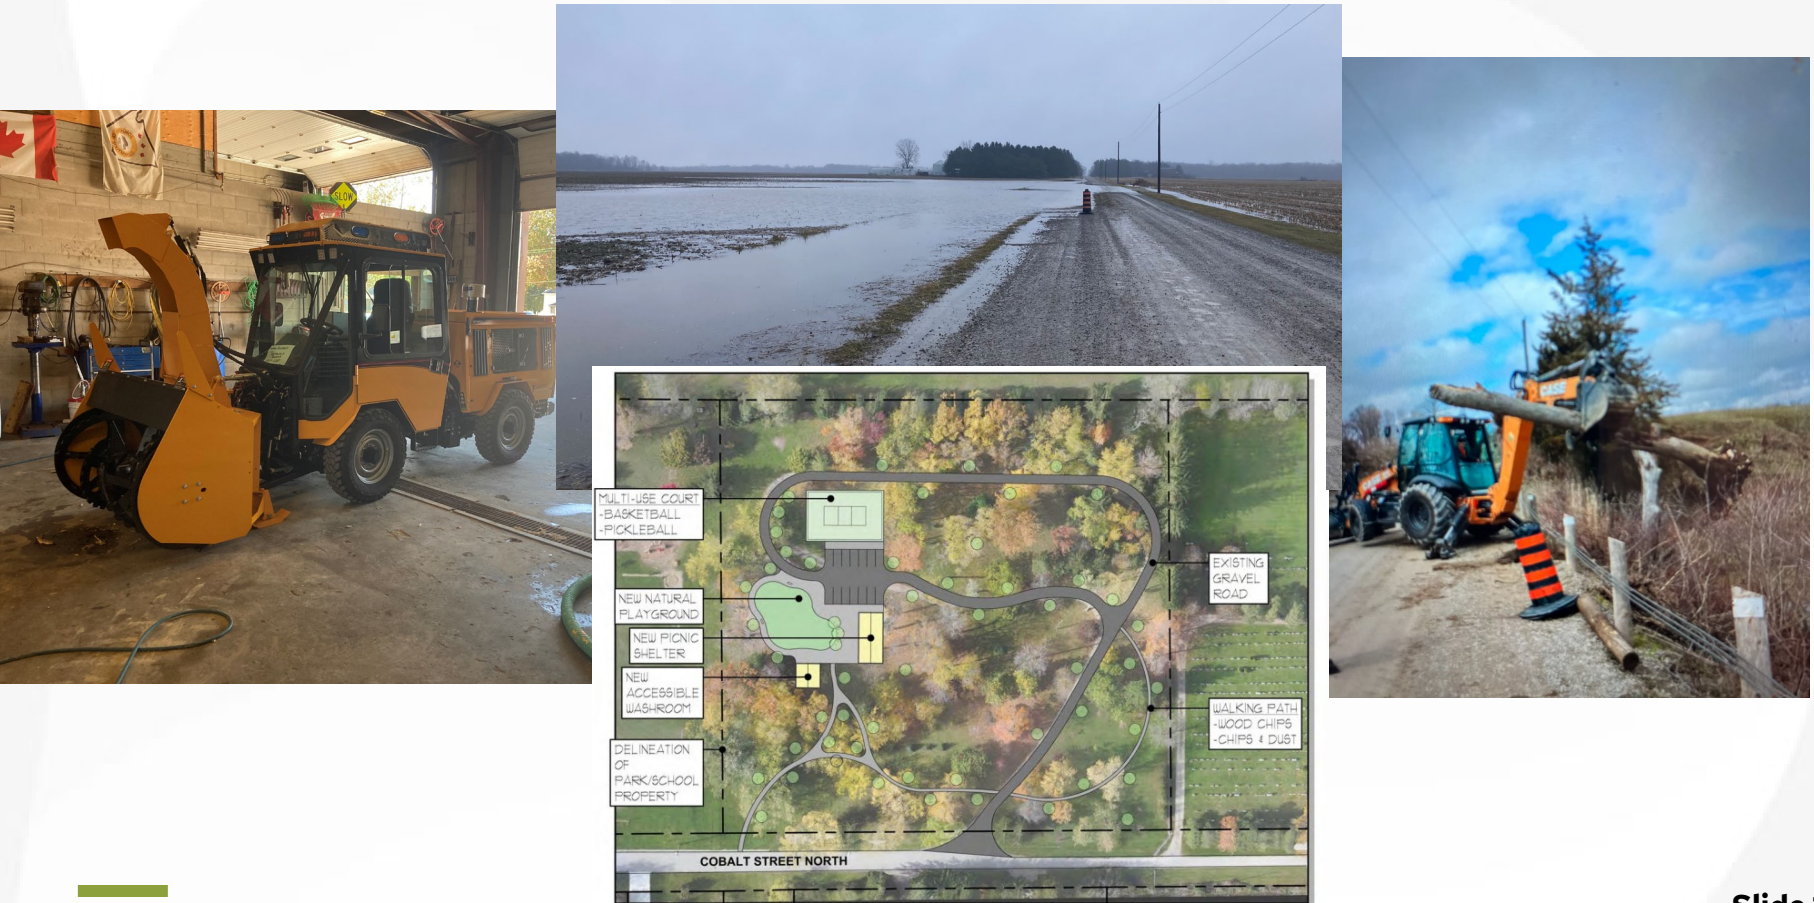 SLOW
CASE
MULTI-USE COURT
-BASKETBALL
-PICKLEBALL
NEW NATURAL
PLAYGROUND
NEW PICNIC
SHELTER
NEW
ACCESSIBLE
WASHROOM
DELINEATION
OF
PARK/SCHOOL
PROPERTY
EXISTING
GRAVEL
ROAD
WALKING PATH
-WOOD CHIPS
-CHIPS & DUST
COBALT STREET NORTH
Slide